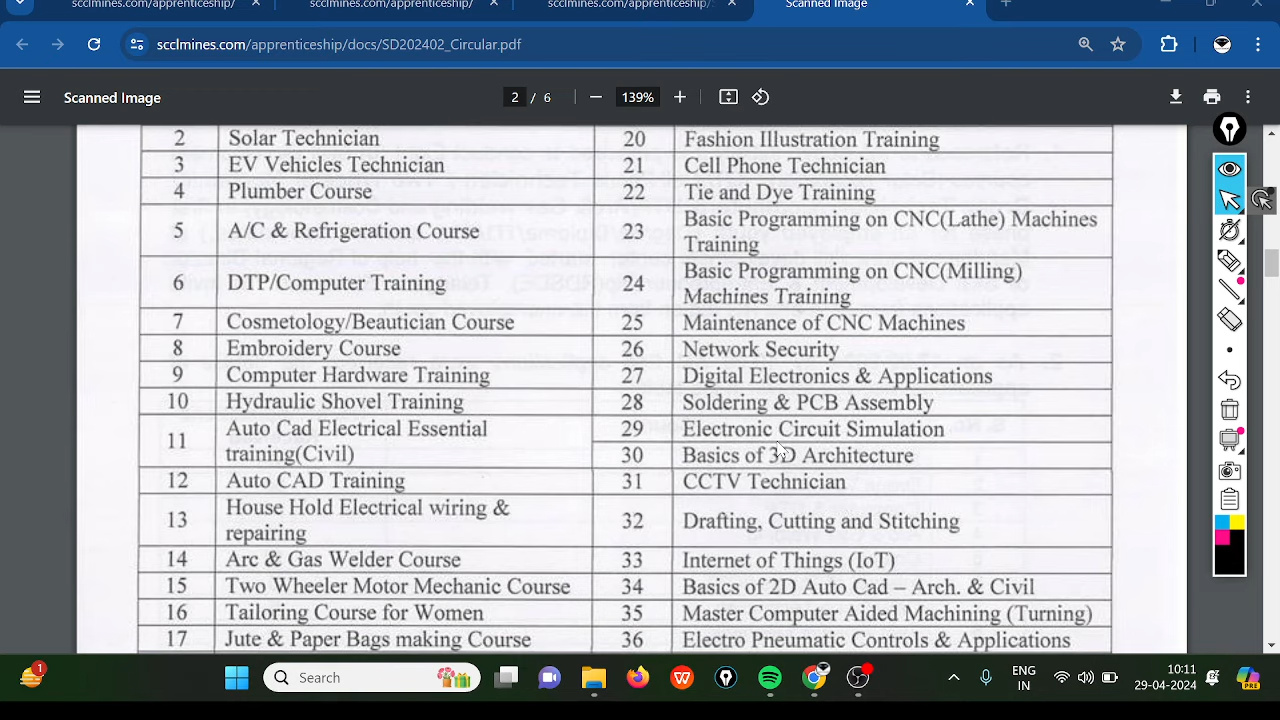 scclmines.com/apprenticeship/
scclmines.com/apprenticeship/
scclmines.com/apprenticeship/
Scanned Image
scclmines.com/apprenticeship/docs/SD202402_Circular.pdf
Scanned Image
2 / 6
139%
2 Solar Technician 20 Fashion Illustration Training
3 EV Vehicles Technician 21 Cell Phone Technician
4 Plumber Course 22 Tie and Dye Training
5 A/C & Refrigeration Course 23 Basic Programming on CNC(Lathe) Machines
Training
6 DTP/Computer Training 24 Basic Programming on CNC(Milling)
Machines Training
7 Cosmetology/Beautician Course 25 Maintenance of CNC Machines
8 Embroidery Course 26 Network Security
9 Computer Hardware Training 27 Digital Electronics & Applications
10 Hydraulic Shovel Training 28 Soldering & PCB Assembly
11 Auto Cad Electrical Essential
training(Civil)
29 Electronic Circuit Simulation
30 Basics of 3D Architecture
12 Auto CAD Training 31 CCTV Technician
13 House Hold Electrical wiring &
repairing
32 Drafting, Cutting and Stitching
14 Arc & Gas Welder Course 33 Internet of Things (IoT)
15 Two Wheeler Motor Mechanic Course 34 Basics of 2D Auto Cad – Arch. & Civil
16 Tailoring Course for Women 35 Master Computer Aided Machining (Turning)
17 Jute & Paper Bags making Course 36 Electro Pneumatic Controls & Applications
1
Search
ENG
IN
10:11
29-04-2024
PRE